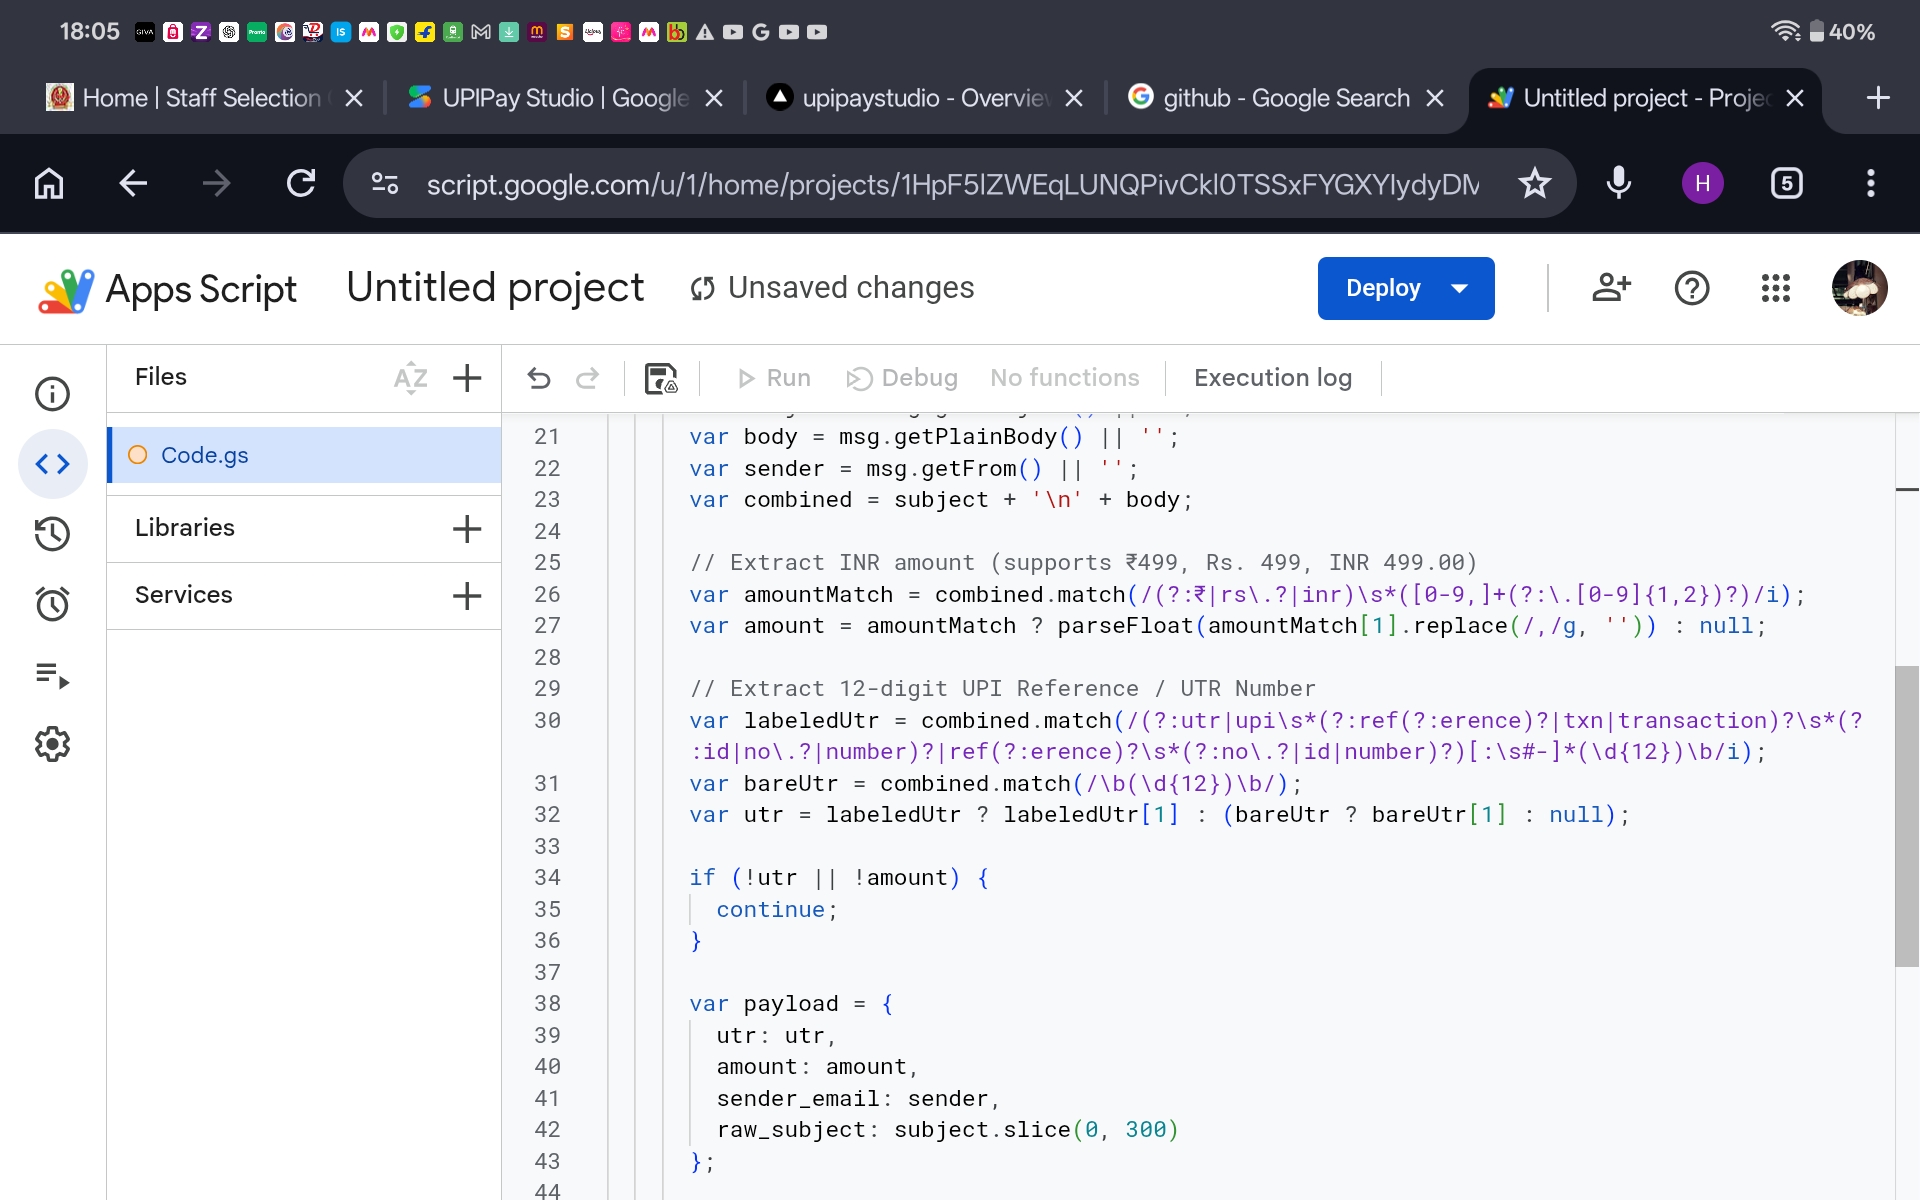 18:05
40%
Home | Staff Selection
UPIPay Studio | Google
upipaystudio - Overview
github - Google Search
Untitled project - Projec
script.google.com/u/1/home/projects/1HpF5lZWEqLUNQPivCkl0TSSxFYGXYlydyDM
H
5
Apps Script
Untitled project
Unsaved changes
Deploy
Files
AZ
Run
Debug
No functions
Execution log
Code.gs
Libraries
Services
21 var body = msg.getPlainBody() || '';
22 var sender = msg.getFrom() || '';
23 var combined = subject + '\n' + body;
24
25 // Extract INR amount (supports ₹499, Rs. 499, INR 499.00)
26 var amountMatch = combined.match(/(?:₹|rs\.?|inr)\s*([0-9,]+(?:\.[0-9]{1,2})?)/i);
27 var amount = amountMatch ? parseFloat(amountMatch[1].replace(/,/g, '')) : null;
28
29 // Extract 12-digit UPI Reference / UTR Number
30 var labeledUtr = combined.match(/(?:utr|upi\s*(?:ref(?:erence)?|txn|transaction)?\s*(?
:id|no\.?|number)?|ref(?:erence)?\s*(?:no\.?|id|number)?)[:\s#-]*(\d{12})\b/i);
31 var bareUtr = combined.match(/\b(\d{12})\b/);
32 var utr = labeledUtr ? labeledUtr[1] : (bareUtr ? bareUtr[1] : null);
33
34 if (!utr || !amount) {
35 continue;
36 }
37
38 var payload = {
39 utr: utr,
40 amount: amount,
41 sender_email: sender,
42 raw_subject: subject.slice(0, 300)
43 };
44